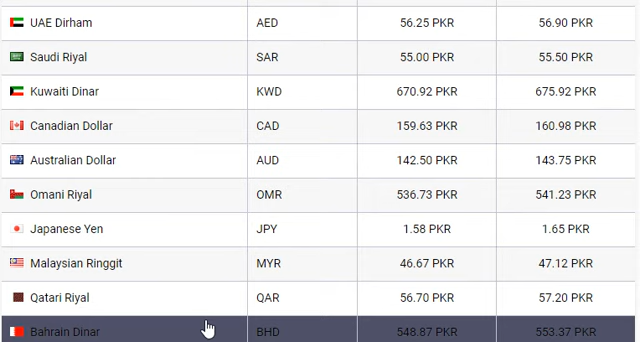 UAE Dirham AED 56.25 PKR 56.90 PKR
Saudi Riyal SAR 55.00 PKR 55.50 PKR
Kuwaiti Dinar KWD 670.92 PKR 675.92 PKR
Canadian Dollar CAD 159.63 PKR 160.98 PKR
Australian Dollar AUD 142.50 PKR 143.75 PKR
Omani Riyal OMR 536.73 PKR 541.23 PKR
Japanese Yen JPY 1.58 PKR 1.65 PKR
Malaysian Ringgit MYR 46.67 PKR 47.12 PKR
Qatari Riyal QAR 56.70 PKR 57.20 PKR
Bahrain Dinar BHD 548.87 PKR 553.37 PKR